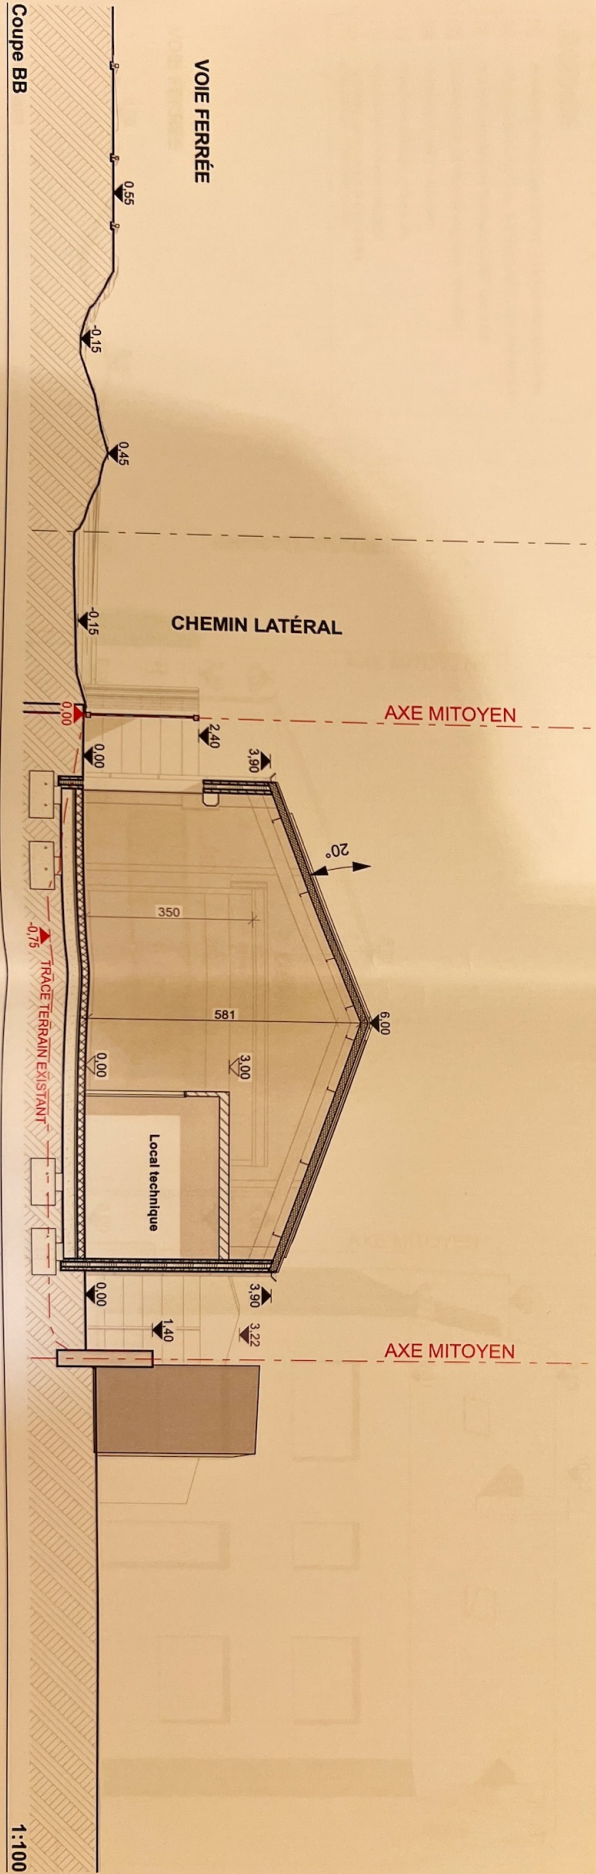 VOIE FERRÉE
0,55
-0,15
0,45
-0,15
CHEMIN LATÉRAL
0,00
AXE MITOYEN
2,40
0,00
3,90
20°
350
-0,75
TRACE TERRAIN EXISTANT
581
6,00
0,00
3,00
Local technique
0,00
3,90
1,40
3,22
AXE MITOYEN
Coupe BB
1:100